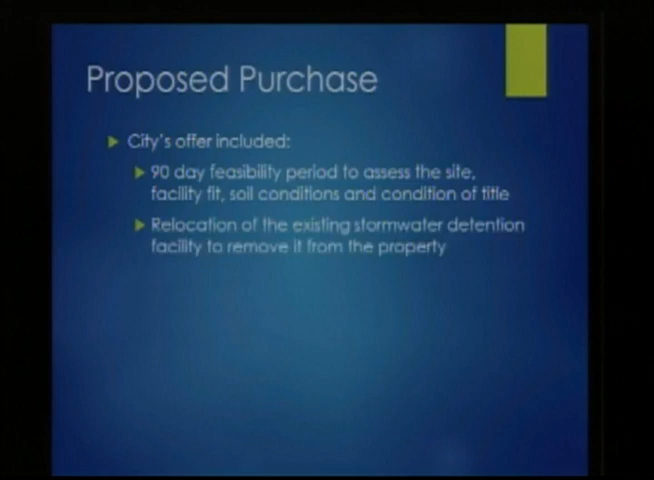 Proposed Purchase
City's offer included:
90 day feasibility period to assess the site,
facility fit, soil conditions and condition of title
Relocation of the existing stormwater detention
facility to remove it from the property